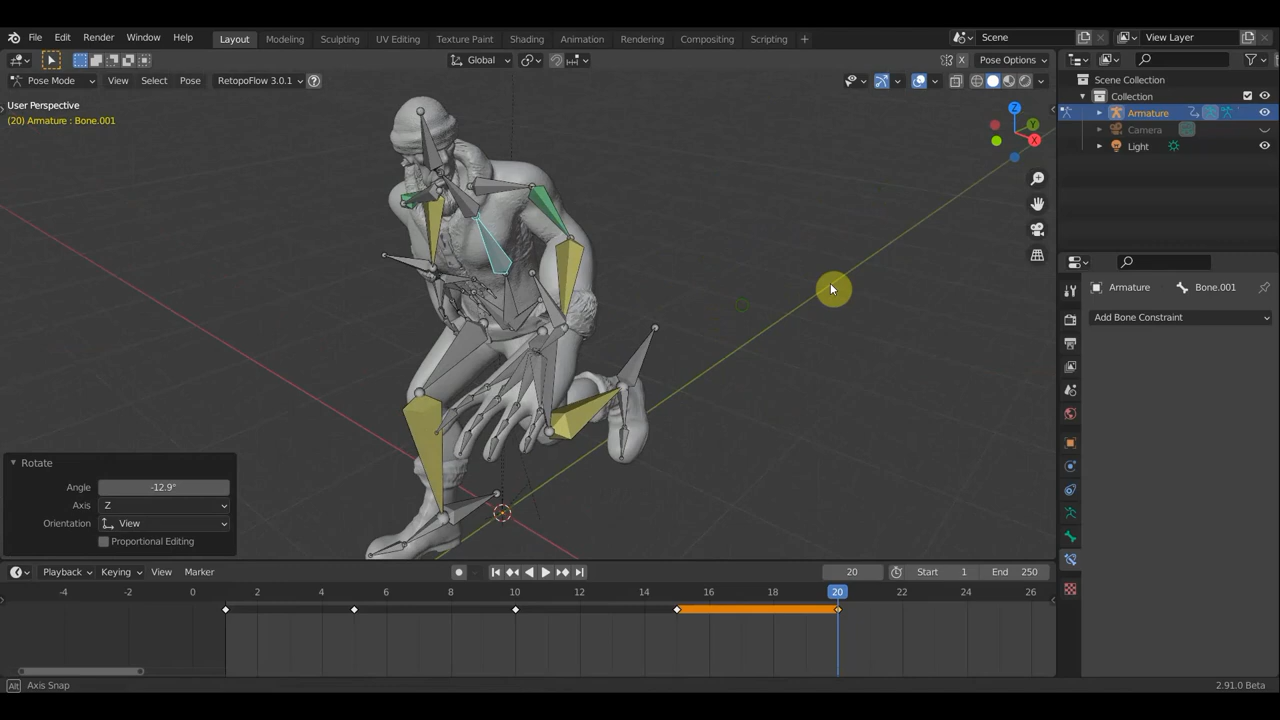 File Edit Render Window Help Layout Modeling Sculpting UV Editing Texture Paint Shading Animation Rendering Compositing Scripting + Scene View Layer
Global Pose Options
Pose Mode View Select Pose RetopoFlow 3.0.1
User Perspective
(20) Armature : Bone.001
Scene Collection
Collection
Armature
Camera
Light
Z
Y
X
Armature Bone.001
Add Bone Constraint
Rotate
Angle -12.9°
Axis Z
Orientation View
Proportional Editing
Playback Keying View Marker 20 Start 1 End 250
-4 -2 0 2 4 6 8 10 12 14 16 18 20 22 24 26
Alt Axis Snap 2.91.0 Beta